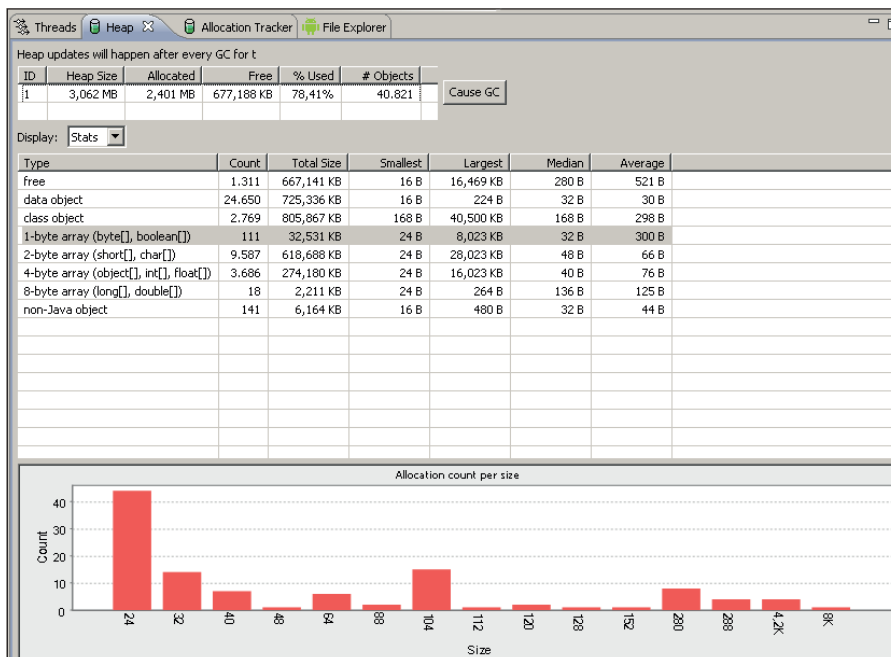 Threads Heap Allocation Tracker File Explorer
Heap updates will happen after every GC for t
ID Heap Size Allocated Free % Used # Objects
1 3,062 MB 2,401 MB 677,188 KB 78,41% 40.821 Cause GC
Display: Stats
Type Count Total Size Smallest Largest Median Average
free 1.311 667,141 KB 16 B 16,469 KB 280 B 521 B
data object 24.650 725,336 KB 16 B 224 B 32 B 30 B
class object 2.769 805,867 KB 168 B 40,500 KB 168 B 298 B
1-byte array (byte[], boolean[]) 111 32,531 KB 24 B 8,023 KB 32 B 300 B
2-byte array (short[], char[]) 9.587 618,688 KB 24 B 28,023 KB 48 B 66 B
4-byte array (object[], int[], float[]) 3.686 274,180 KB 24 B 16,023 KB 40 B 76 B
8-byte array (long[], double[]) 18 2,211 KB 24 B 264 B 136 B 125 B
non-Java object 141 6,164 KB 16 B 480 B 32 B 44 B
Allocation count per size
Count
40
30
20
10
0
24 32 40 48 64 88 104 112 120 128 152 280 288 4,2K 8K
Size